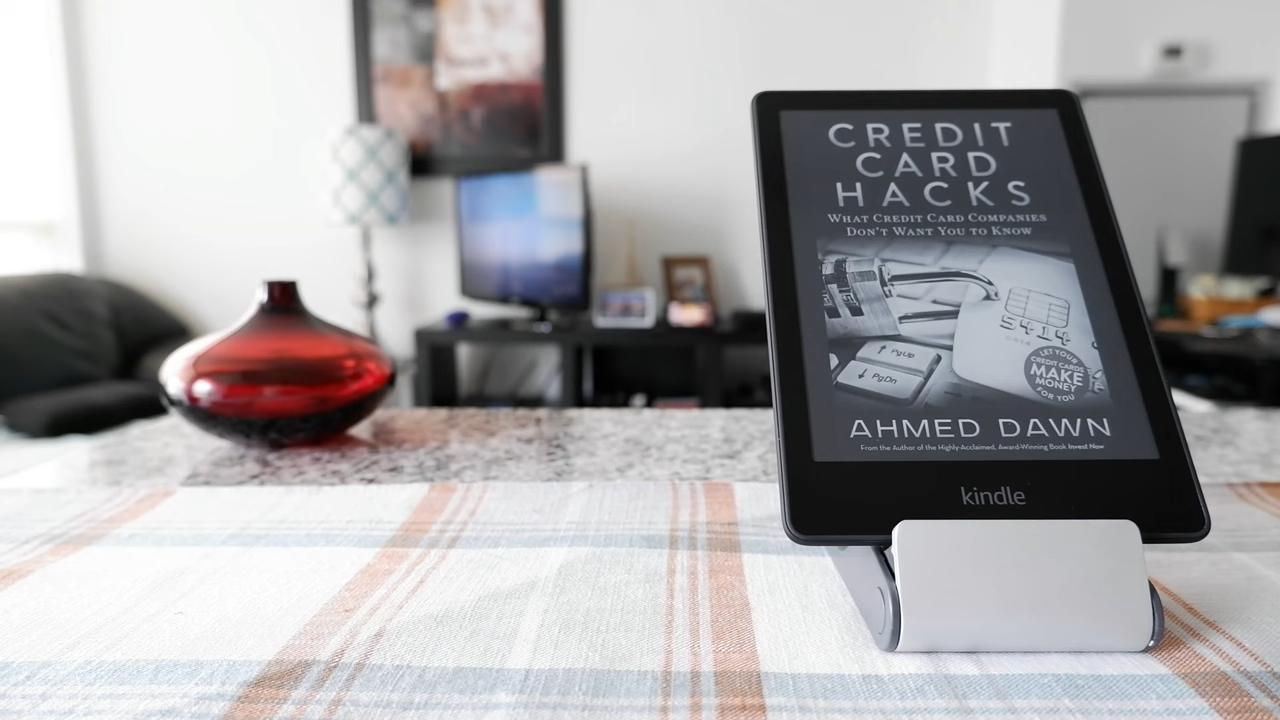 CREDIT
CARD
HACKS
WHAT CREDIT CARD COMPANIES
DON'T WANT YOU TO KNOW
5414
PgUp
PgDn
LET YOUR
CREDIT CARDS
MAKE
MONEY
FOR YOU
AHMED DAWN
From the Author of the Highly-Acclaimed, Award-Winning Book Invest Now
kindle